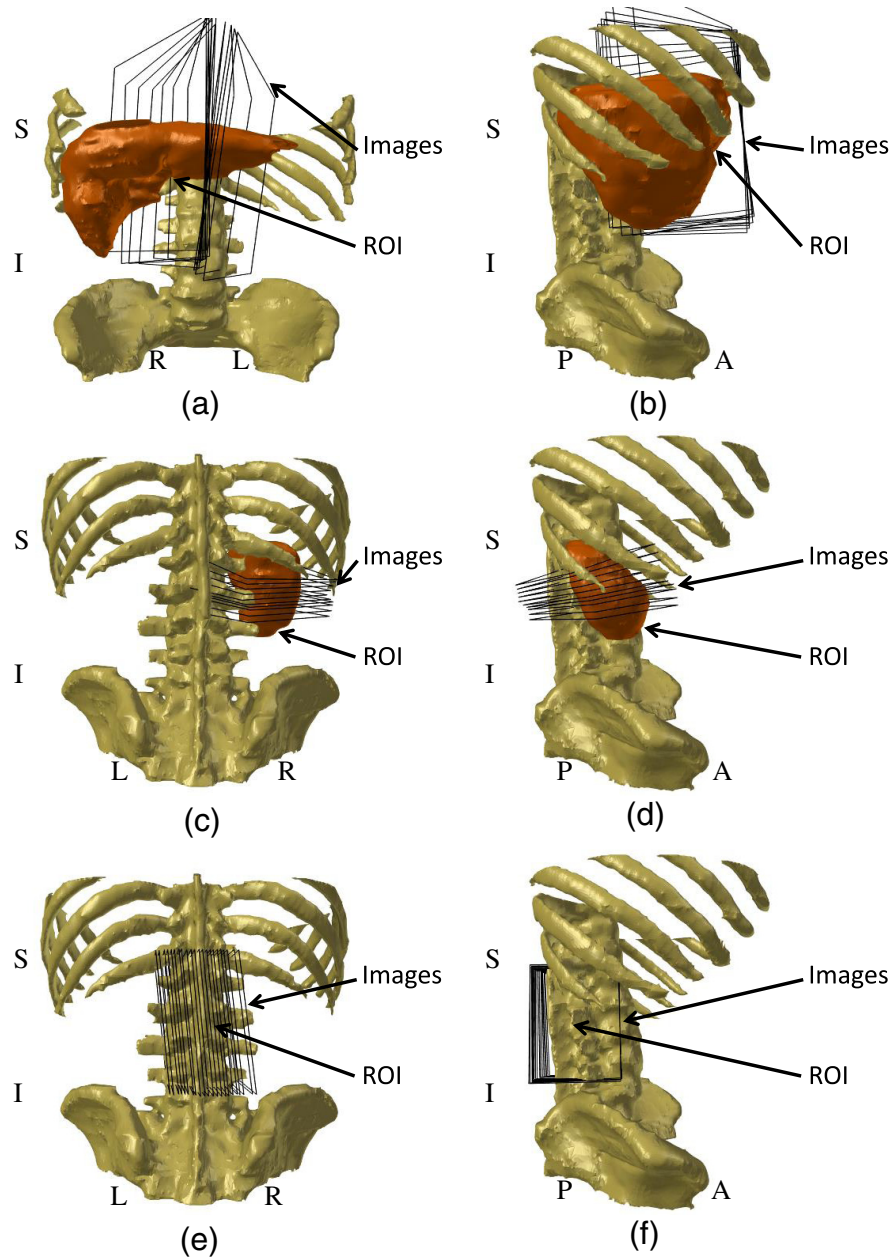 S
Images
ROI
I
R L
(a)
S
Images
ROI
I
P A
(b)
S
Images
ROI
I
L R
(c)
S
Images
ROI
I
P A
(d)
S
Images
ROI
I
L R
(e)
S
Images
ROI
I
P A
(f)